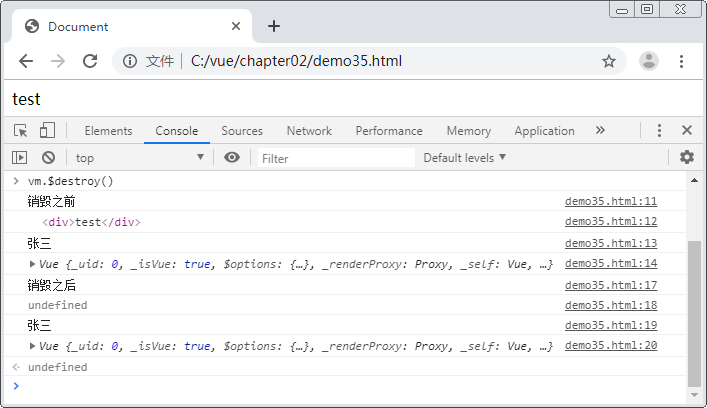 Document
文件 C:/vue/chapter02/demo35.html
test
Elements Console Sources Network Performance Memory Application »
top Filter Default levels ▼
> vm.$destroy()
销毁之前 demo35.html:11
<div>test</div> demo35.html:12
张三 demo35.html:13
▶ Vue {_uid: 0, _isVue: true, $options: {…}, _renderProxy: Proxy, _self: Vue, …} demo35.html:14
销毁之后 demo35.html:17
undefined demo35.html:18
张三 demo35.html:19
▶ Vue {_uid: 0, _isVue: true, $options: {…}, _renderProxy: Proxy, _self: Vue, …} demo35.html:20
undefined